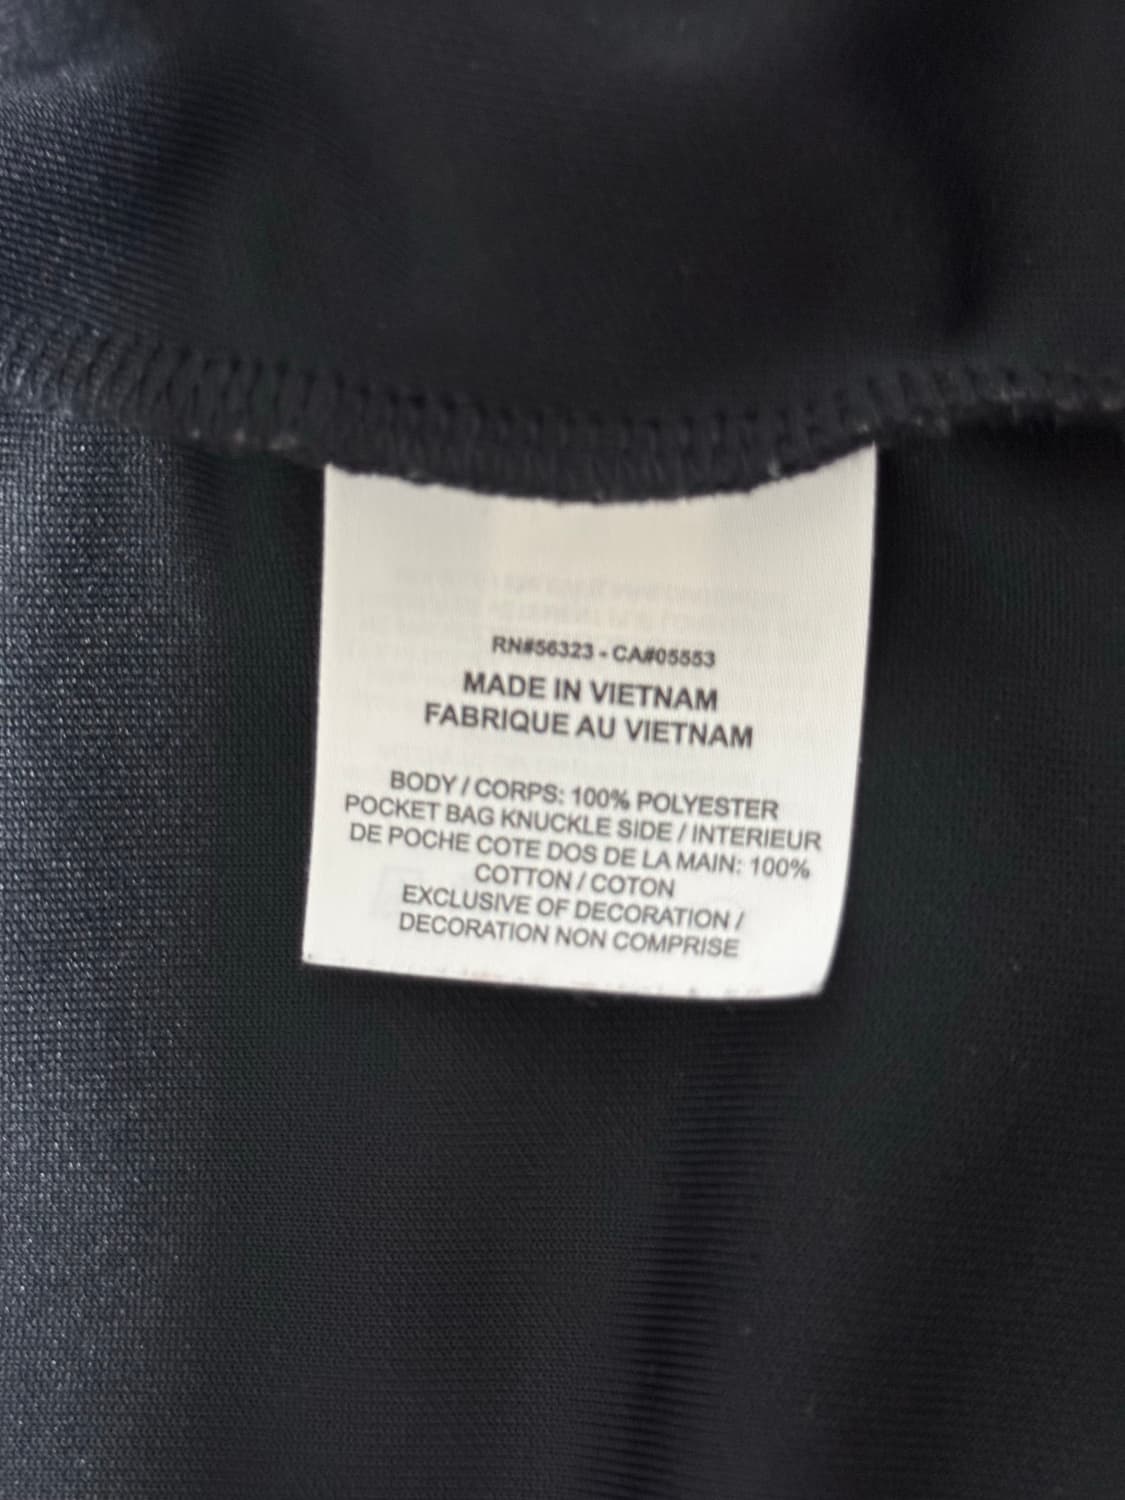 RN#56323 - CA#05553
MADE IN VIETNAM
FABRIQUE AU VIETNAM
BODY / CORPS: 100% POLYESTER
POCKET BAG KNUCKLE SIDE / INTERIEUR
DE POCHE COTE DOS DE LA MAIN: 100%
COTTON / COTON
EXCLUSIVE OF DECORATION /
DECORATION NON COMPRISE